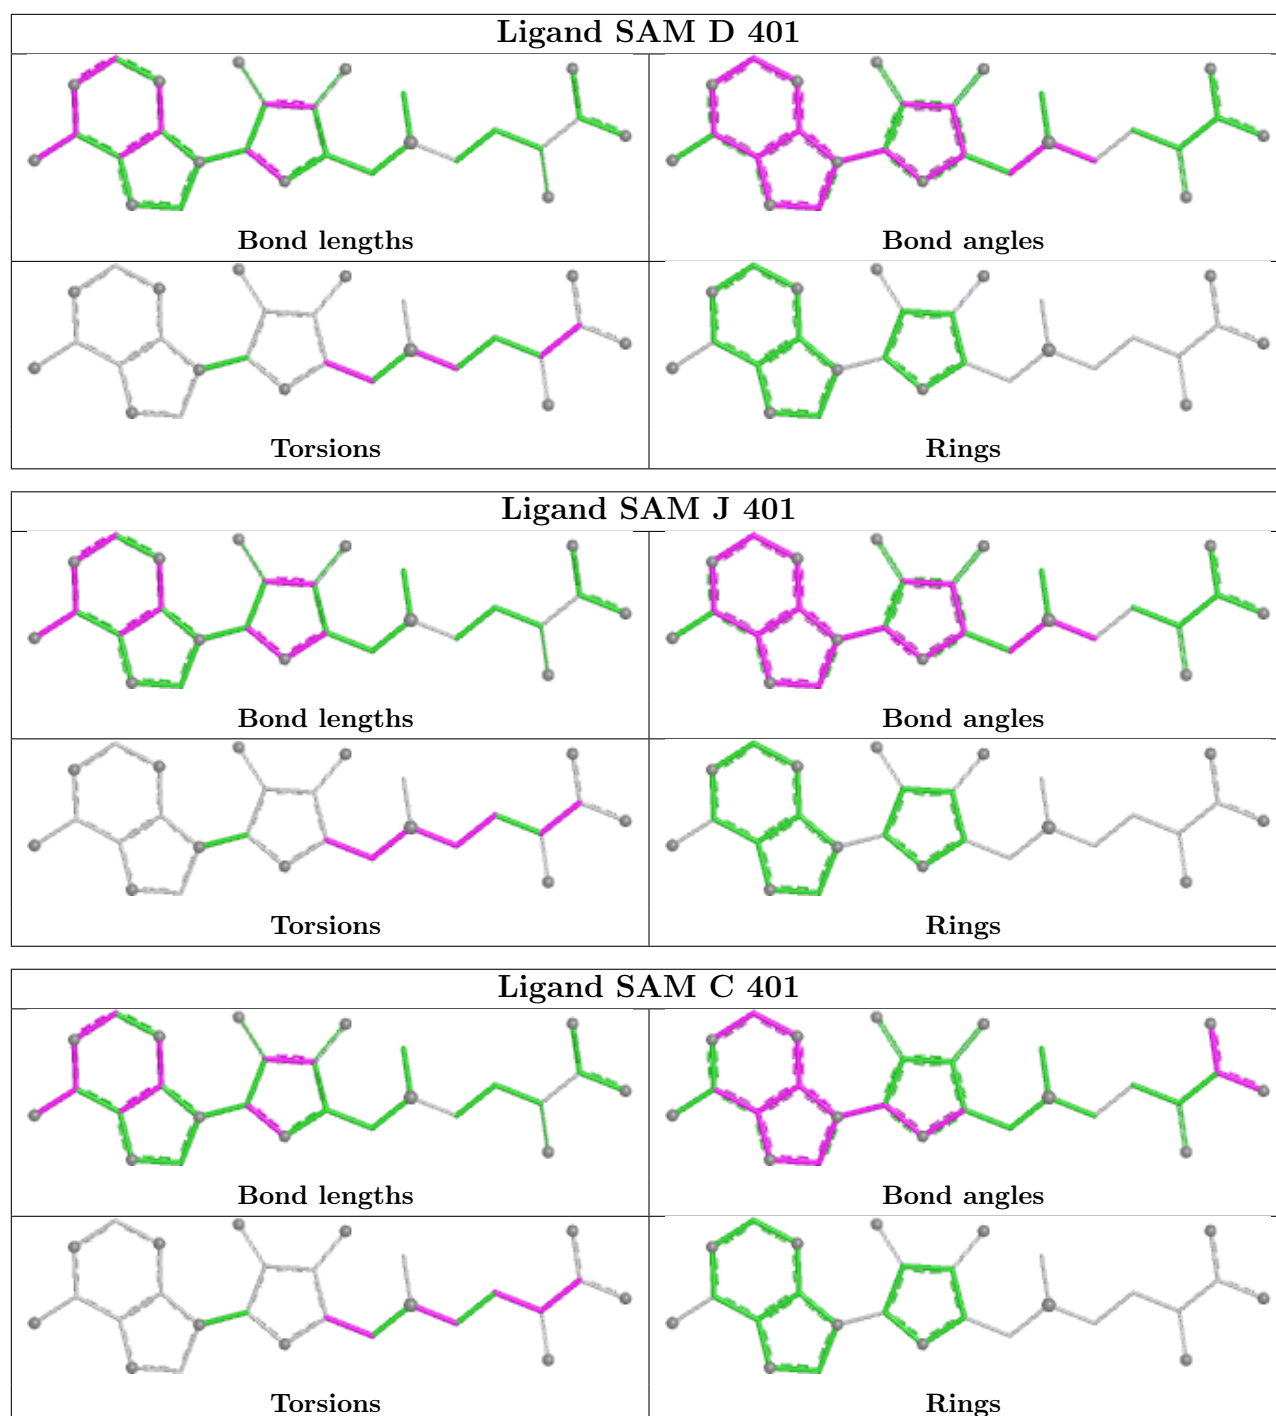 Ligand SAM D 401
Bond lengths
Bond angles
Torsions
Rings
Ligand SAM J 401
Bond lengths
Bond angles
Torsions
Rings
Ligand SAM C 401
Bond lengths
Bond angles
Torsions
Rings